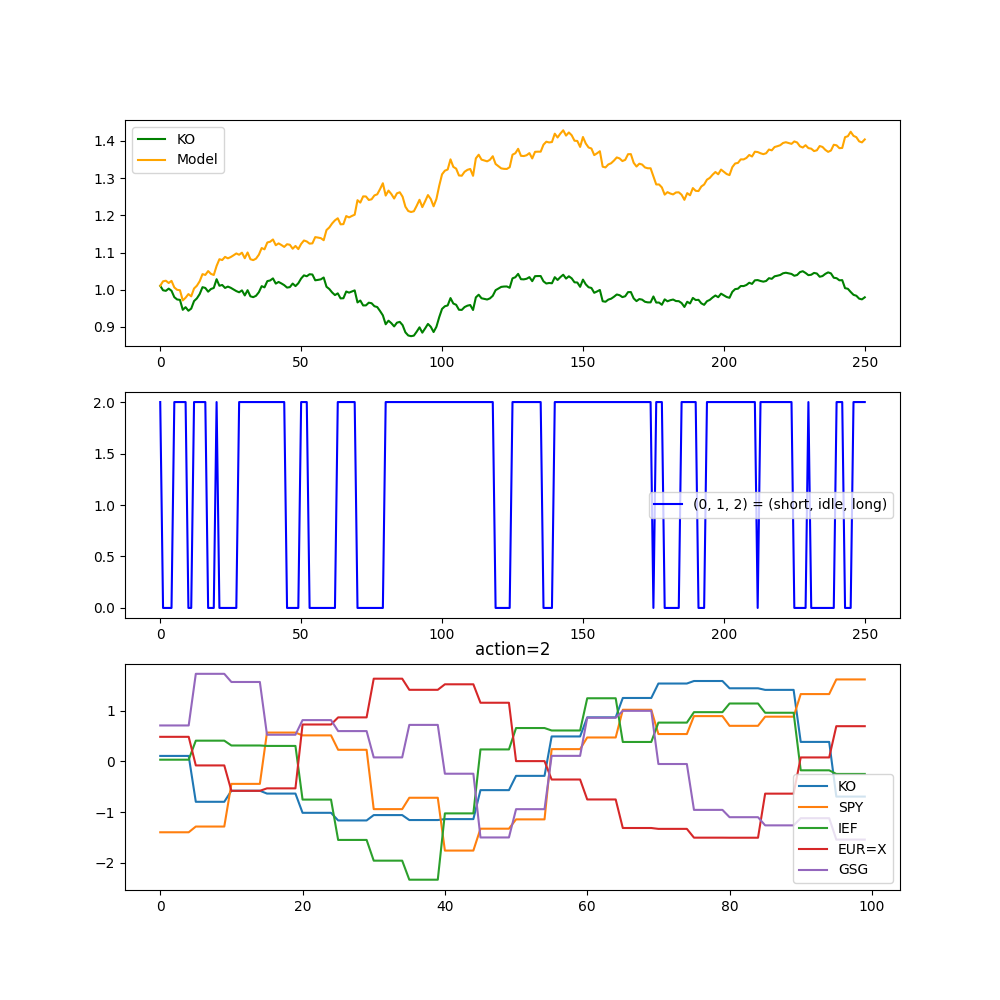 KO
Model
1.4
1.3
1.2
1.1
1.0
0.9
0 50 100 150 200 250
2.0
1.5
1.0
0.5
0.0
(0, 1, 2) = (short, idle, long)
0 50 100 150 200 250
action=2
1
0
−1
−2
KO
SPY
IEF
EUR=X
GSG
0 20 40 60 80 100